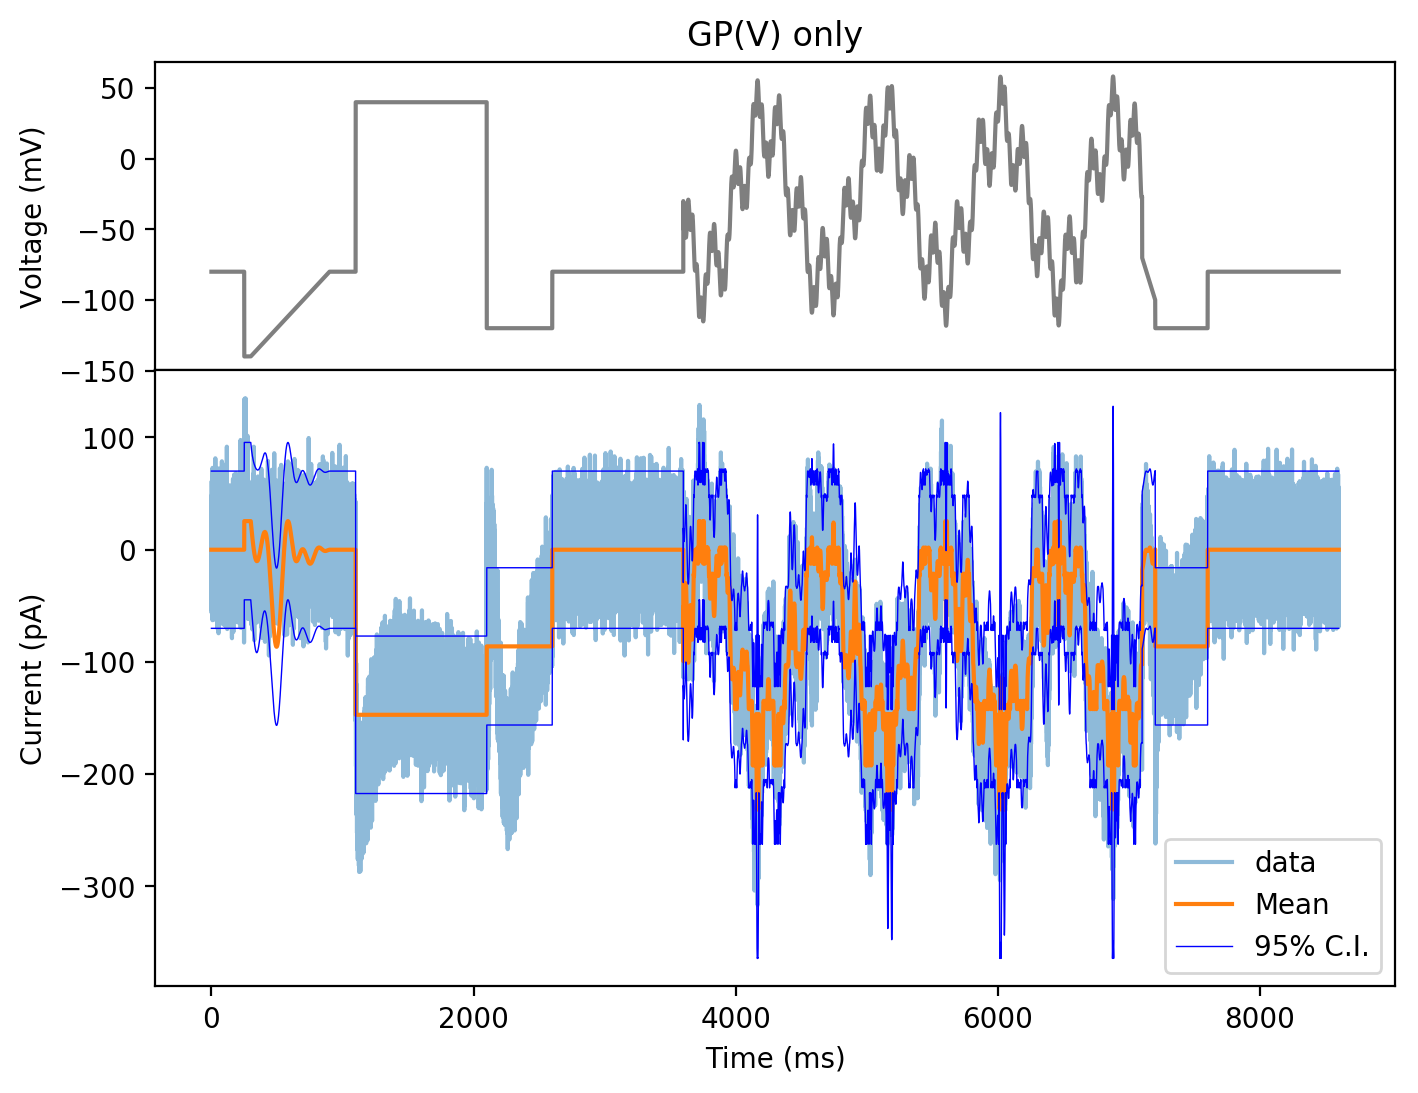 GP(V) only
50
0
−50
−100
−150
Voltage (mV)
100
0
−100
−200
−300
Current (pA)
data
Mean
95% C.I.
0 2000 4000 6000 8000
Time (ms)